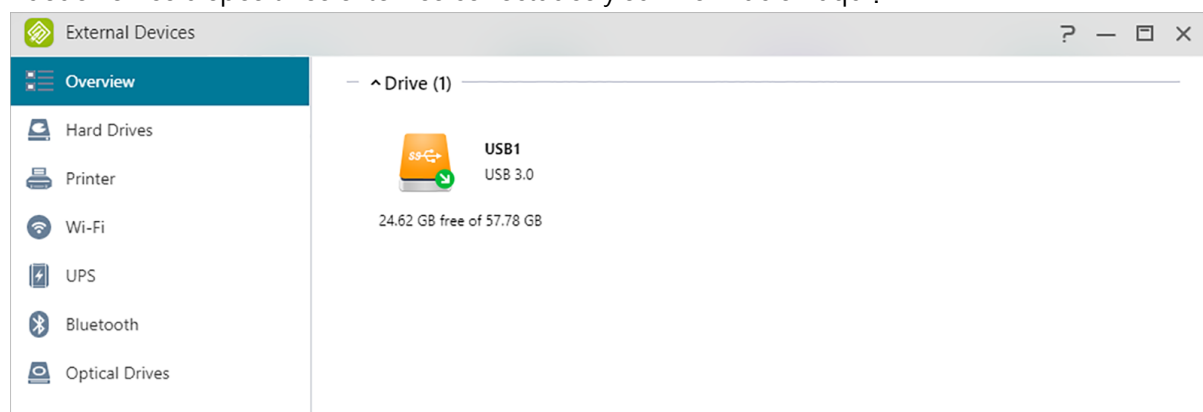 External Devices
Overview
Hard Drives
Printer
Wi-Fi
UPS
Bluetooth
Optical Drives
Drive (1)
USB1
USB 3.0
24.62 GB free of 57.78 GB